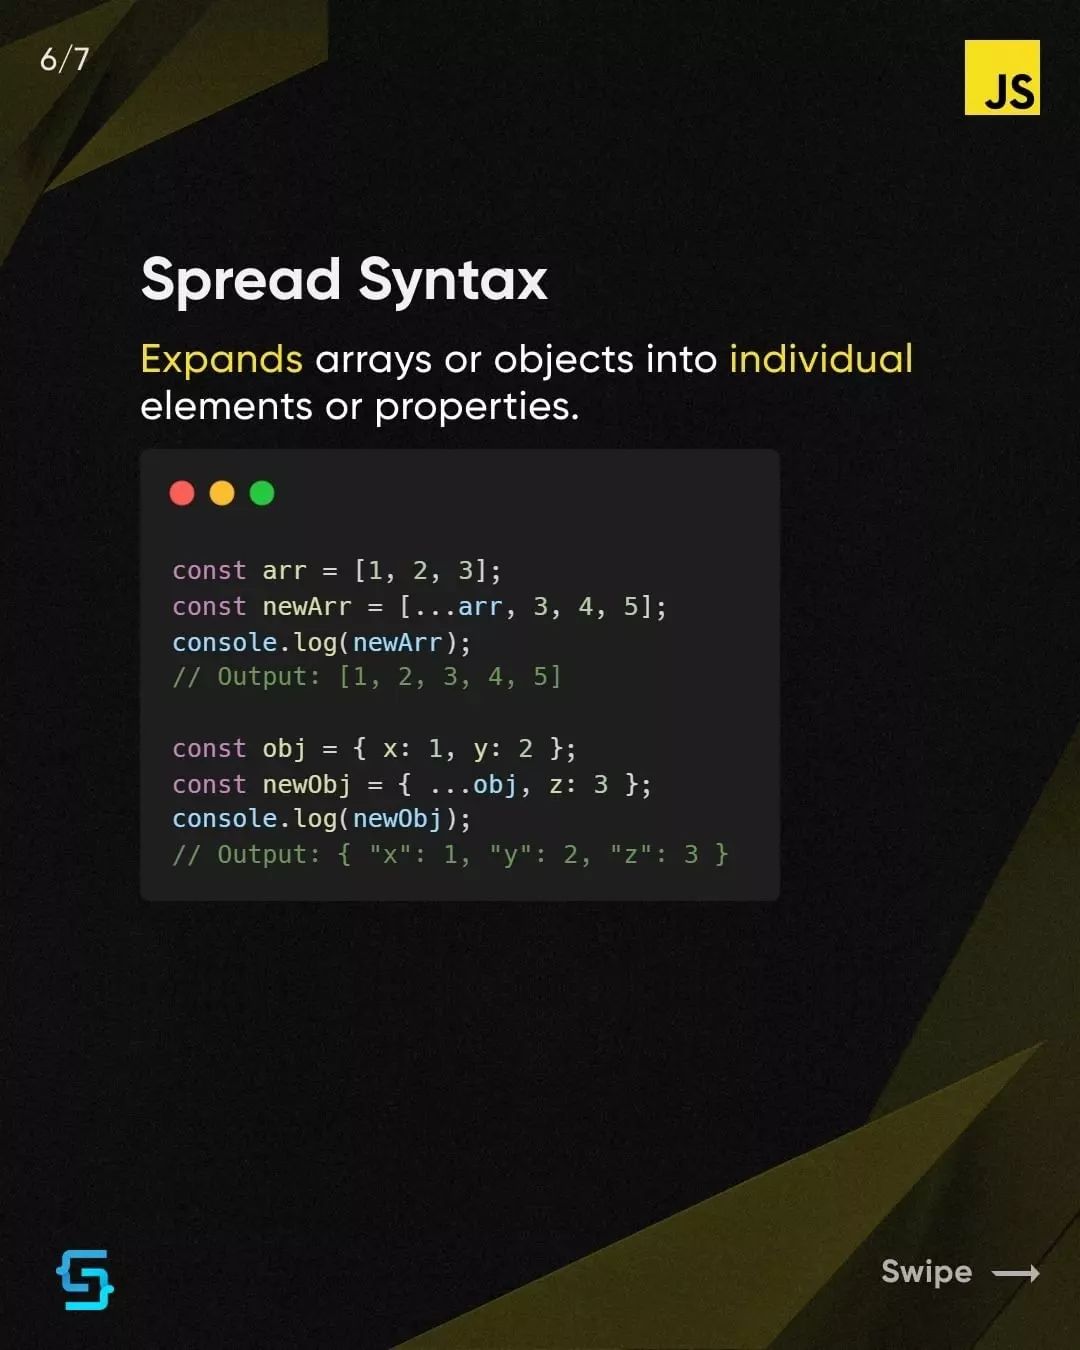 6/7
JS
Spread Syntax
Expands arrays or objects into individual
elements or properties.
const arr = [1, 2, 3];
const newArr = [...arr, 3, 4, 5];
console.log(newArr);
// Output: [1, 2, 3, 4, 5]
const obj = { x: 1, y: 2 };
const newObj = { ...obj, z: 3 };
console.log(newObj);
// Output: { "x": 1, "y": 2, "z": 3 }
Swipe